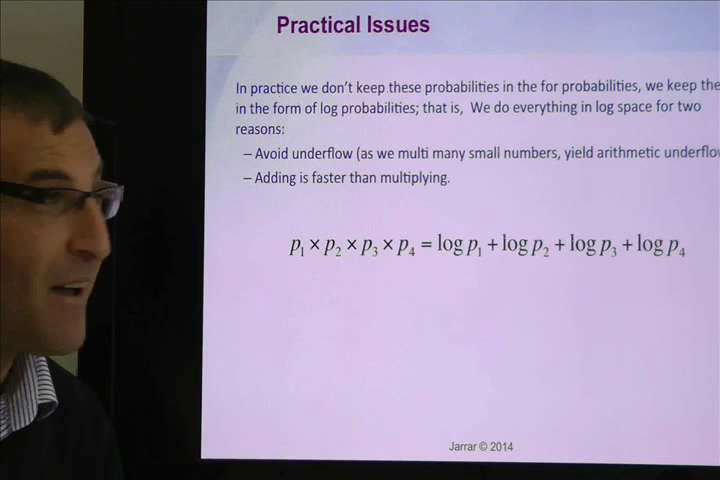 Practical Issues
In practice we don't keep these probabilities in the for probabilities, we keep the
in the form of log probabilities; that is, We do everything in log space for two
reasons:
– Avoid underflow (as we multi many small numbers, yield arithmetic underflo
– Adding is faster than multiplying.
p₁ × p₂ × p₃ × p₄ = log p₁ + log p₂ + log p₃ + log p₄
Jarrar © 2014